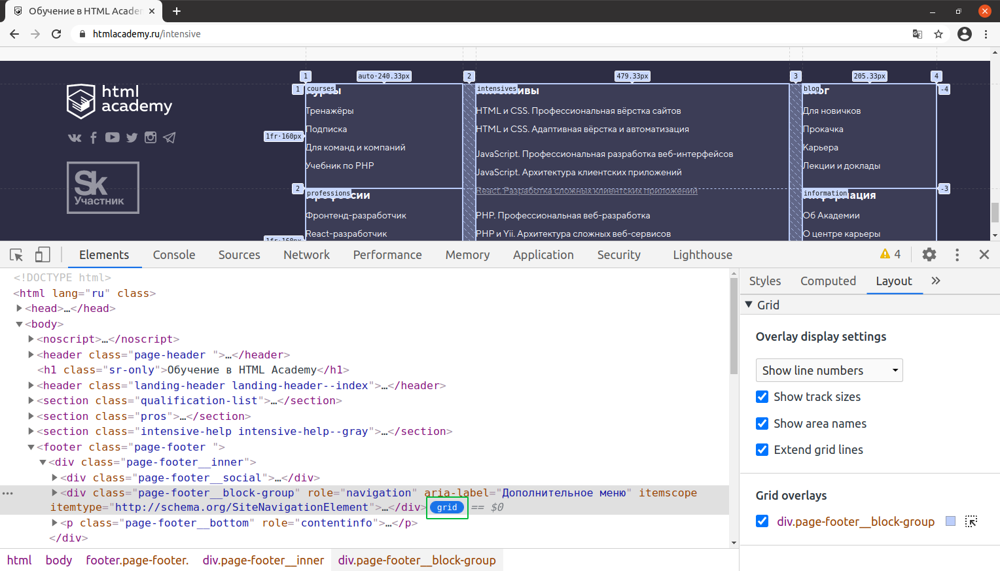 Обучение в HTML Acade
htmlacademy.ru/intensive
1 auto·240.33px 2 479.33px 3 205.33px 4
html
academy
1 courses intensives blog -4
Тренажёры HTML и CSS. Профессиональная вёрстка сайтов Для новичков
Подписка HTML и CSS. Адаптивная вёрстка и автоматизация Прокачка
1fr·160px
Для команд и компаний JavaScript. Профессиональная разработка веб-интерфейсов Карьера
Учебник по PHP JavaScript. Архитектура клиентских приложений Лекции и доклады
Sk
Участник
2 professions React. Разработка сложных клиентских приложений information -3
Фронтенд-разработчик PHP. Профессиональная веб-разработка Об Академии
React-разработчик PHP и Yii. Архитектура сложных веб-сервисов О центре карьеры
1fr·160px
Elements Console Sources Network Performance Memory Application Security Lighthouse 4
<!DOCTYPE html>
<html lang="ru" class>
<head>…</head>
<body>
<noscript>…</noscript>
<header class="page-header ">…</header>
<h1 class="sr-only">Обучение в HTML Academy</h1>
<header class="landing-header landing-header--index">…</header>
<section class="qualification-list">…</section>
<section class="pros">…</section>
<section class="intensive-help intensive-help--gray">…</section>
<footer class="page-footer ">
<div class="page-footer__inner">
<div class="page-footer__social">…</div>
<div class="page-footer__block-group" role="navigation" aria-label="Дополнительное меню" itemscope
itemtype="http://schema.org/SiteNavigationElement">…</div> grid == $0
<p class="page-footer__bottom" role="contentinfo">…</p>
</div>
html body footer.page-footer. div.page-footer__inner div.page-footer__block-group
Styles Computed Layout
Grid
Overlay display settings
Show line numbers
Show track sizes
Show area names
Extend grid lines
Grid overlays
div.page-footer__block-group